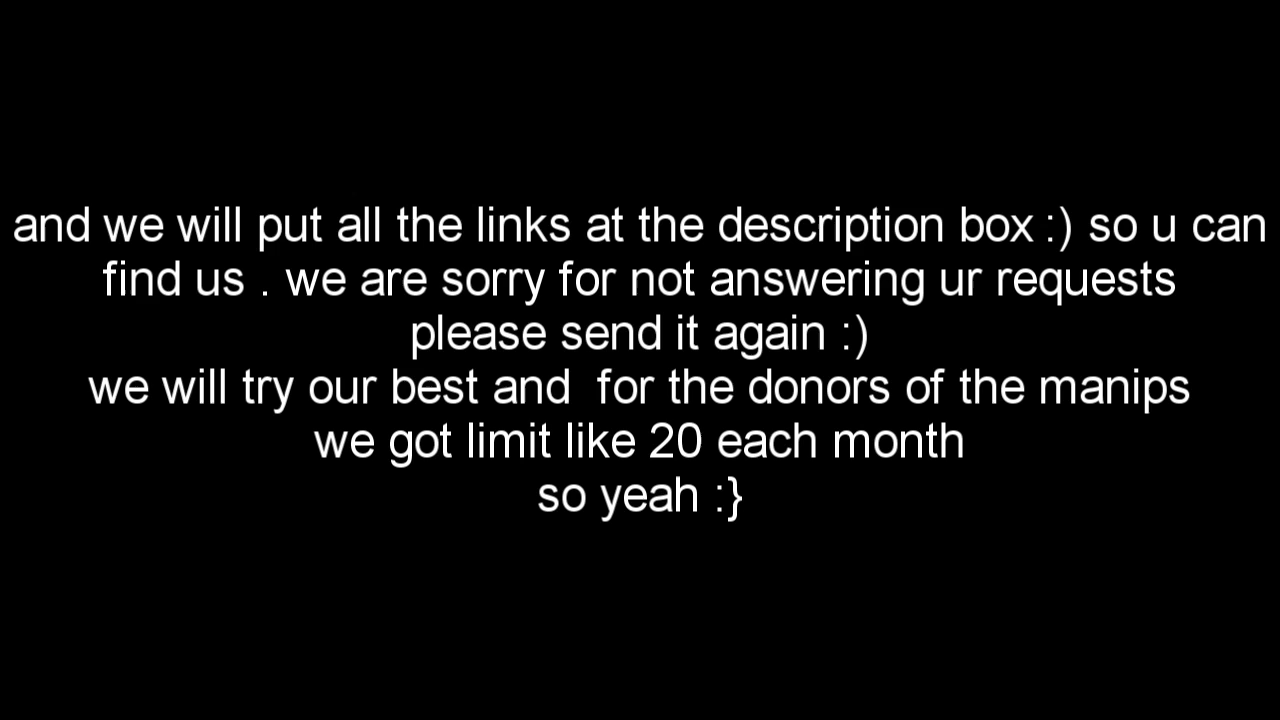 and we will put all the links at the description box :) so u can
find us . we are sorry for not answering ur requests
please send it again :)
we will try our best and  for the donors of the manips
we got limit like 20 each month
so yeah :}